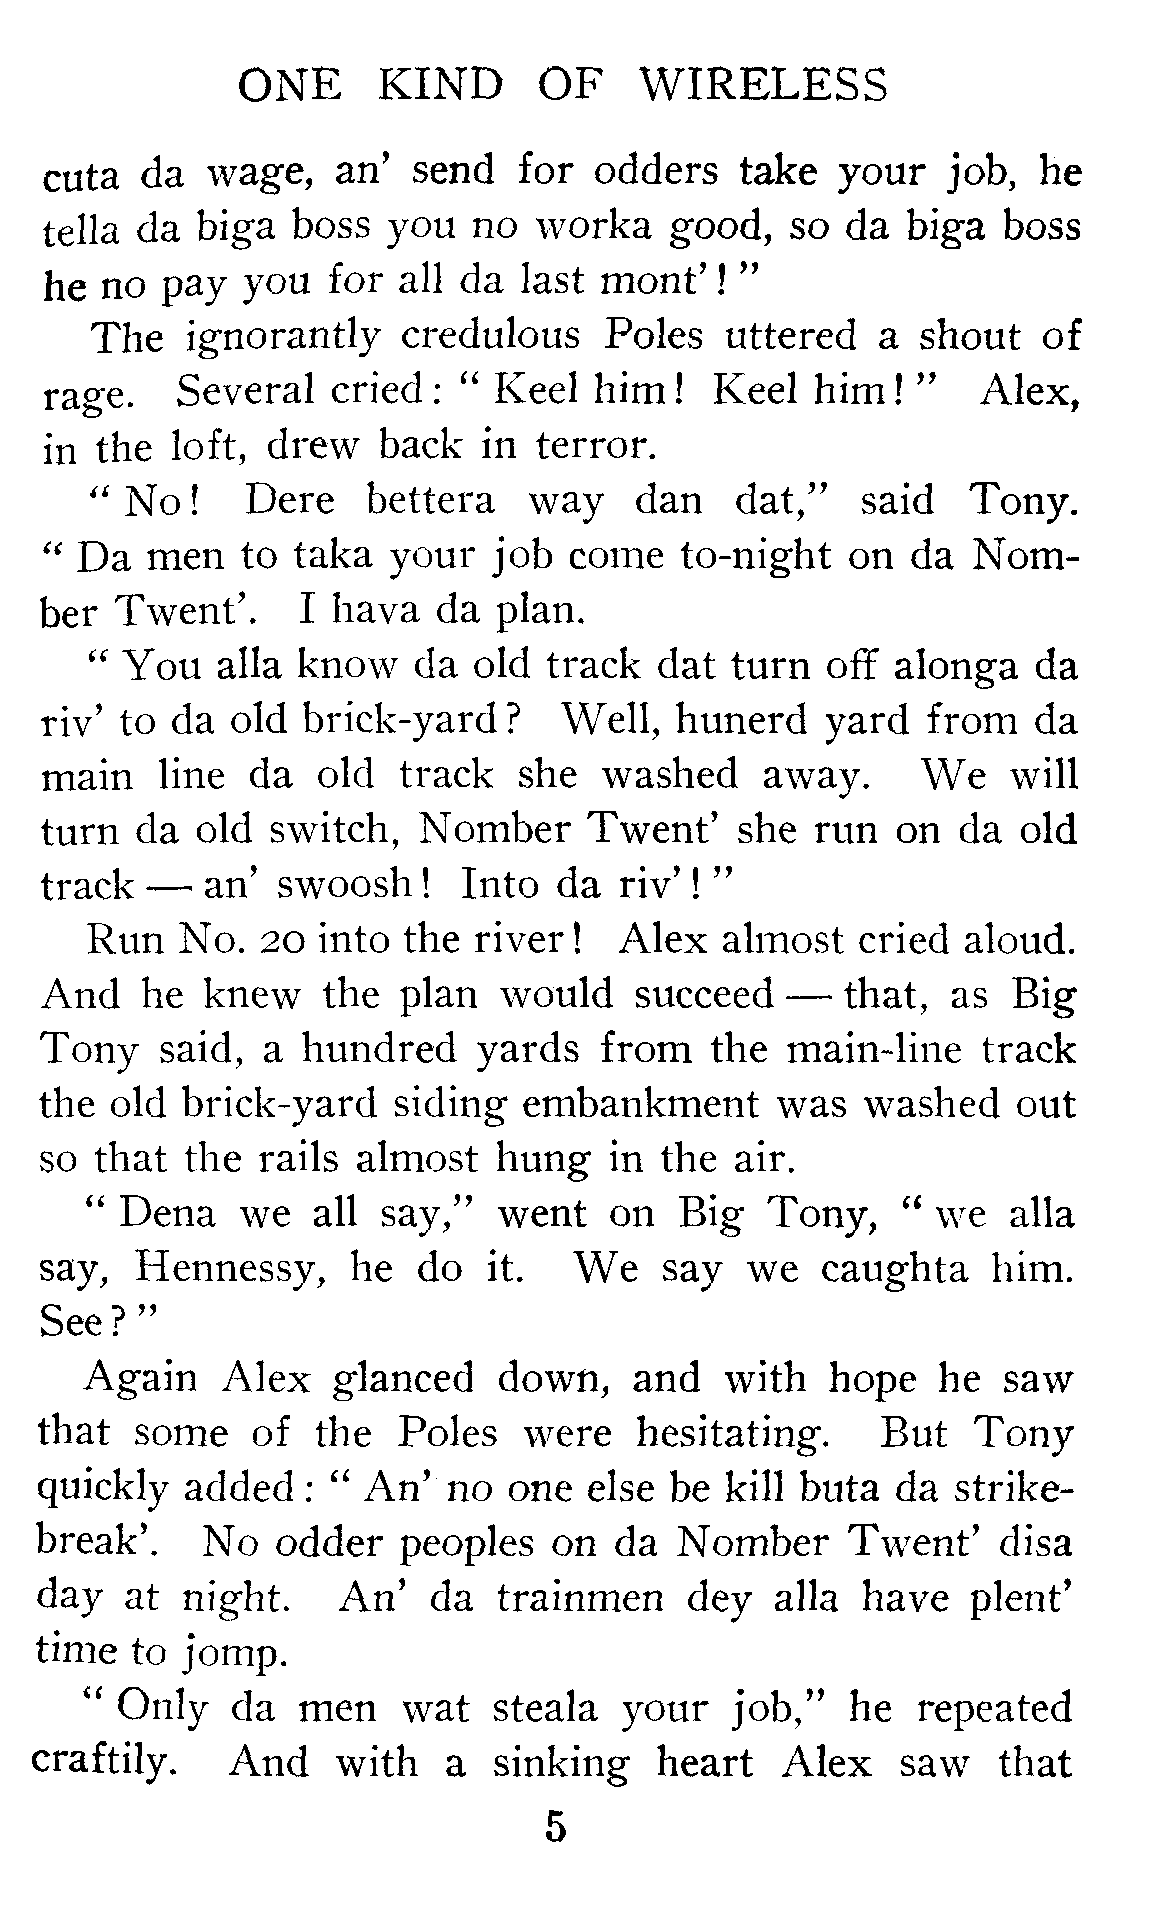 ONE KIND OF WIRELESS
cuta da wage, an' send for odders take your job, he
tella da biga boss you no worka good, so da biga boss
he no pay you for all da last mont'!"
The ignorantly credulous Poles uttered a shout of
rage. Several cried: "Keel him! Keel him!" Alex,
in the loft, drew back in terror.
"No! Dere bettera way dan dat," said Tony.
"Da men to taka your job come to-night on da Nom-
ber Twent'. I hava da plan.
"You alla know da old track dat turn off alonga da
riv' to da old brick-yard? Well, hunerd yard from da
main line da old track she washed away. We will
turn da old switch, Nomber Twent' she run on da old
track — an' swoosh! Into da riv'!"
Run No. 20 into the river! Alex almost cried aloud.
And he knew the plan would succeed — that, as Big
Tony said, a hundred yards from the main-line track
the old brick-yard siding embankment was washed out
so that the rails almost hung in the air.
"Dena we all say," went on Big Tony, "we alla
say, Hennessy, he do it. We say we caughta him.
See?"
Again Alex glanced down, and with hope he saw
that some of the Poles were hesitating. But Tony
quickly added: "An' no one else be kill buta da strike-
break'. No odder peoples on da Nomber Twent' disa
day at night. An' da trainmen dey alla have plent'
time to jomp.
"Only da men wat steala your job," he repeated
craftily. And with a sinking heart Alex saw that
5